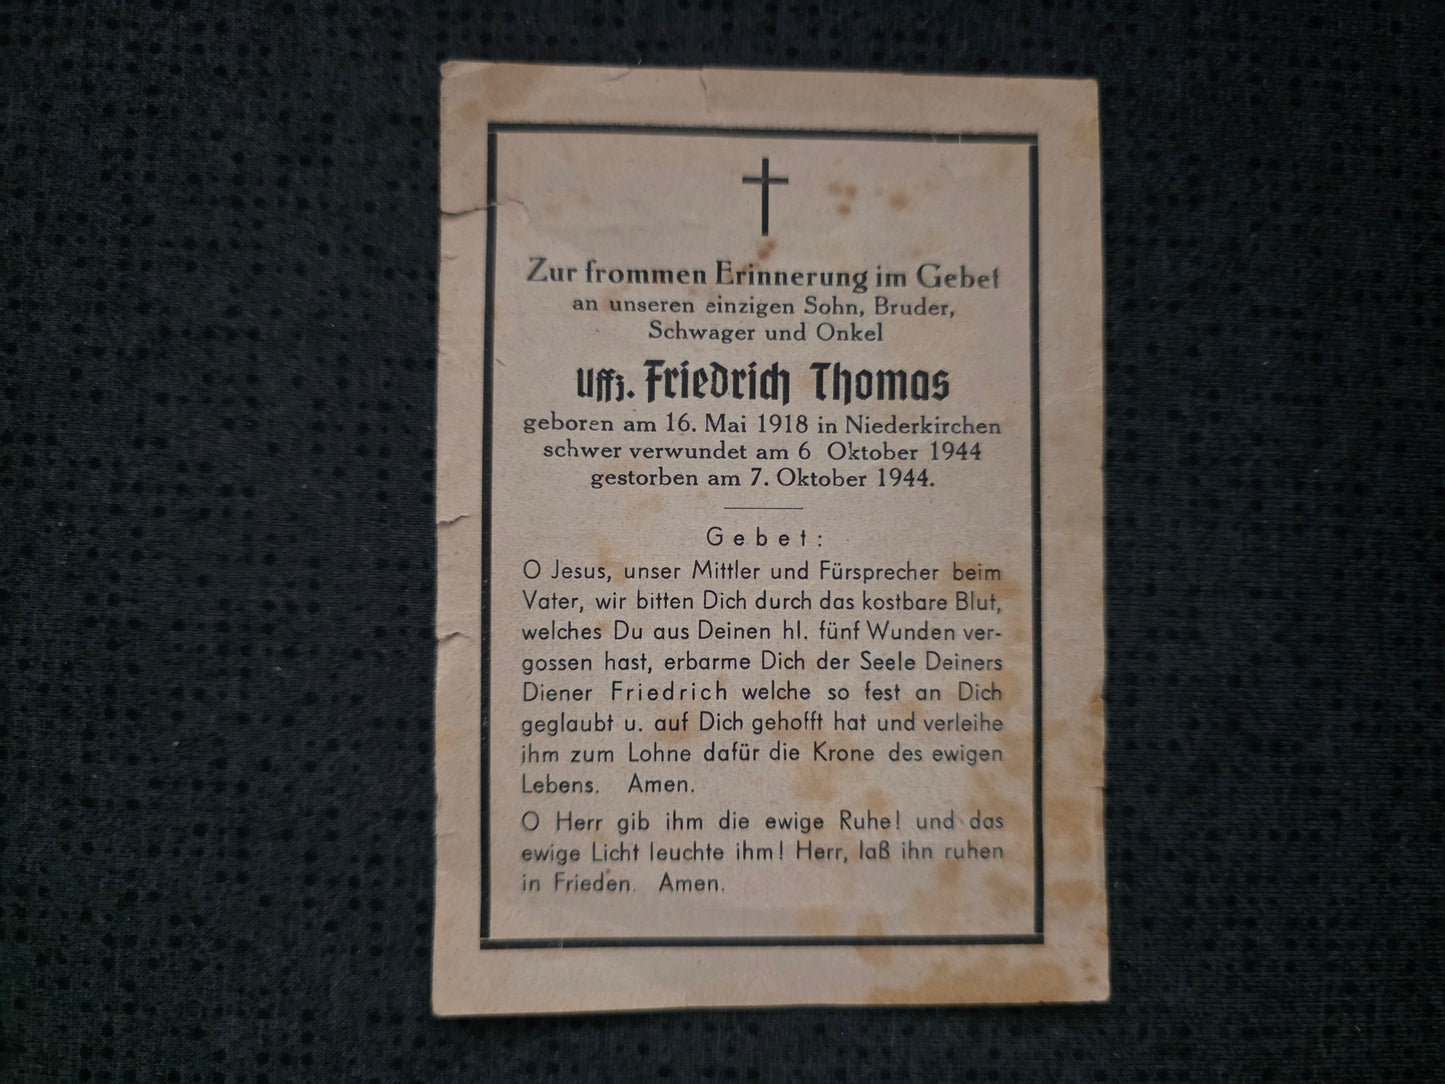 Zur frommen Erinnerung im Gebet
an unseren einzigen Sohn, Bruder,
Schwager und Onkel
Uffz. Friedrich Thomas
geboren am 16. Mai 1918 in Niederkirchen
schwer verwundet am 6 Oktober 1944
gestorben am 7. Oktober 1944.
Gebet:
O Jesus, unser Mittler und Fürsprecher beim
Vater, wir bitten Dich durch das kostbare Blut,
welches Du aus Deinen hl. fünf Wunden ver-
gossen hast, erbarme Dich der Seele Deiners
Diener Friedrich welche so fest an Dich
geglaubt u. auf Dich gehofft hat und verleihe
ihm zum Lohne dafür die Krone des ewigen
Lebens. Amen.
O Herr gib ihm die ewige Ruhe! und das
ewige Licht leuchte ihm! Herr, laß ihn ruhen
in Frieden. Amen.